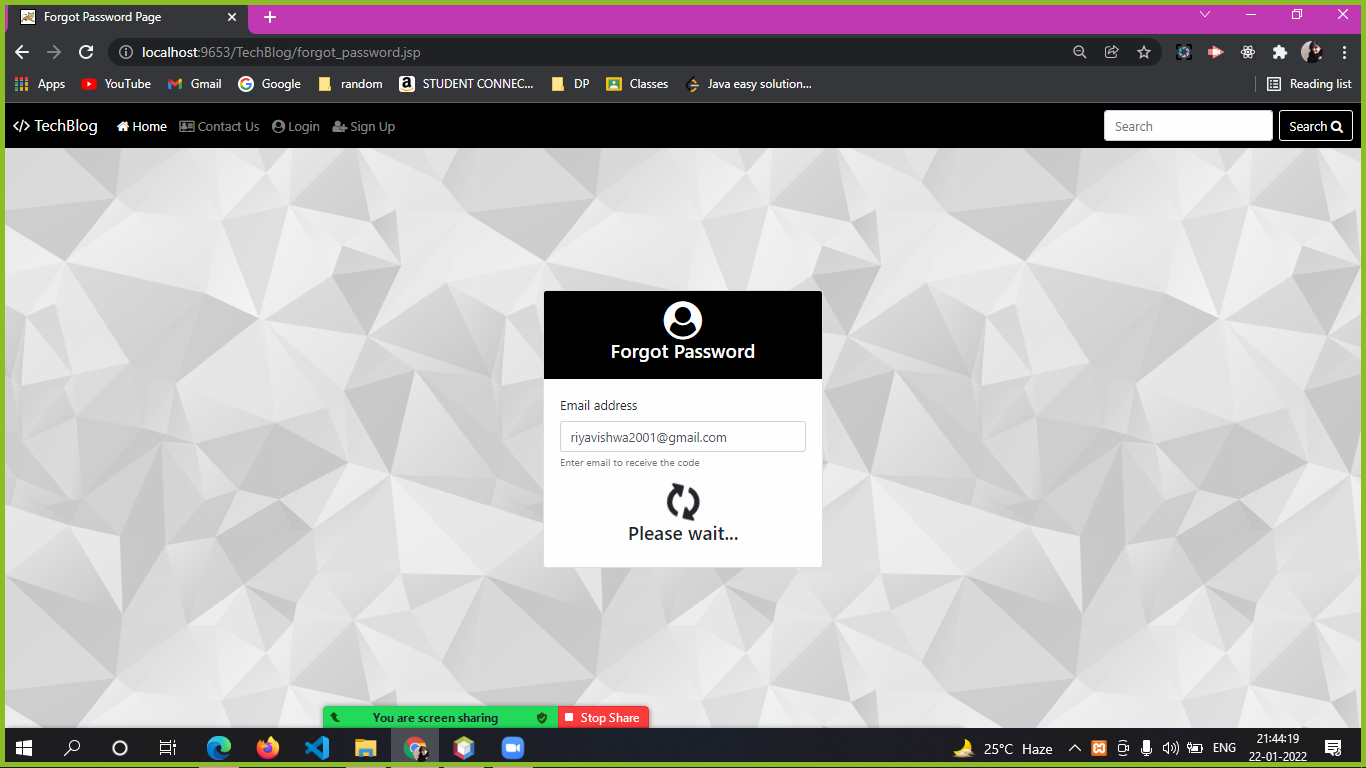 Forgot Password Page
localhost:9653/TechBlog/forgot_password.jsp
Apps YouTube Gmail Google random STUDENT CONNEC... DP Classes Java easy solution... Reading list
</> TechBlog Home Contact Us Login Sign Up Search Search
Forgot Password
Email address
riyavishwa2001@gmail.com
Enter email to receive the code
Please wait...
You are screen sharing Stop Share
25°C Haze ENG 21:44:19
22-01-2022